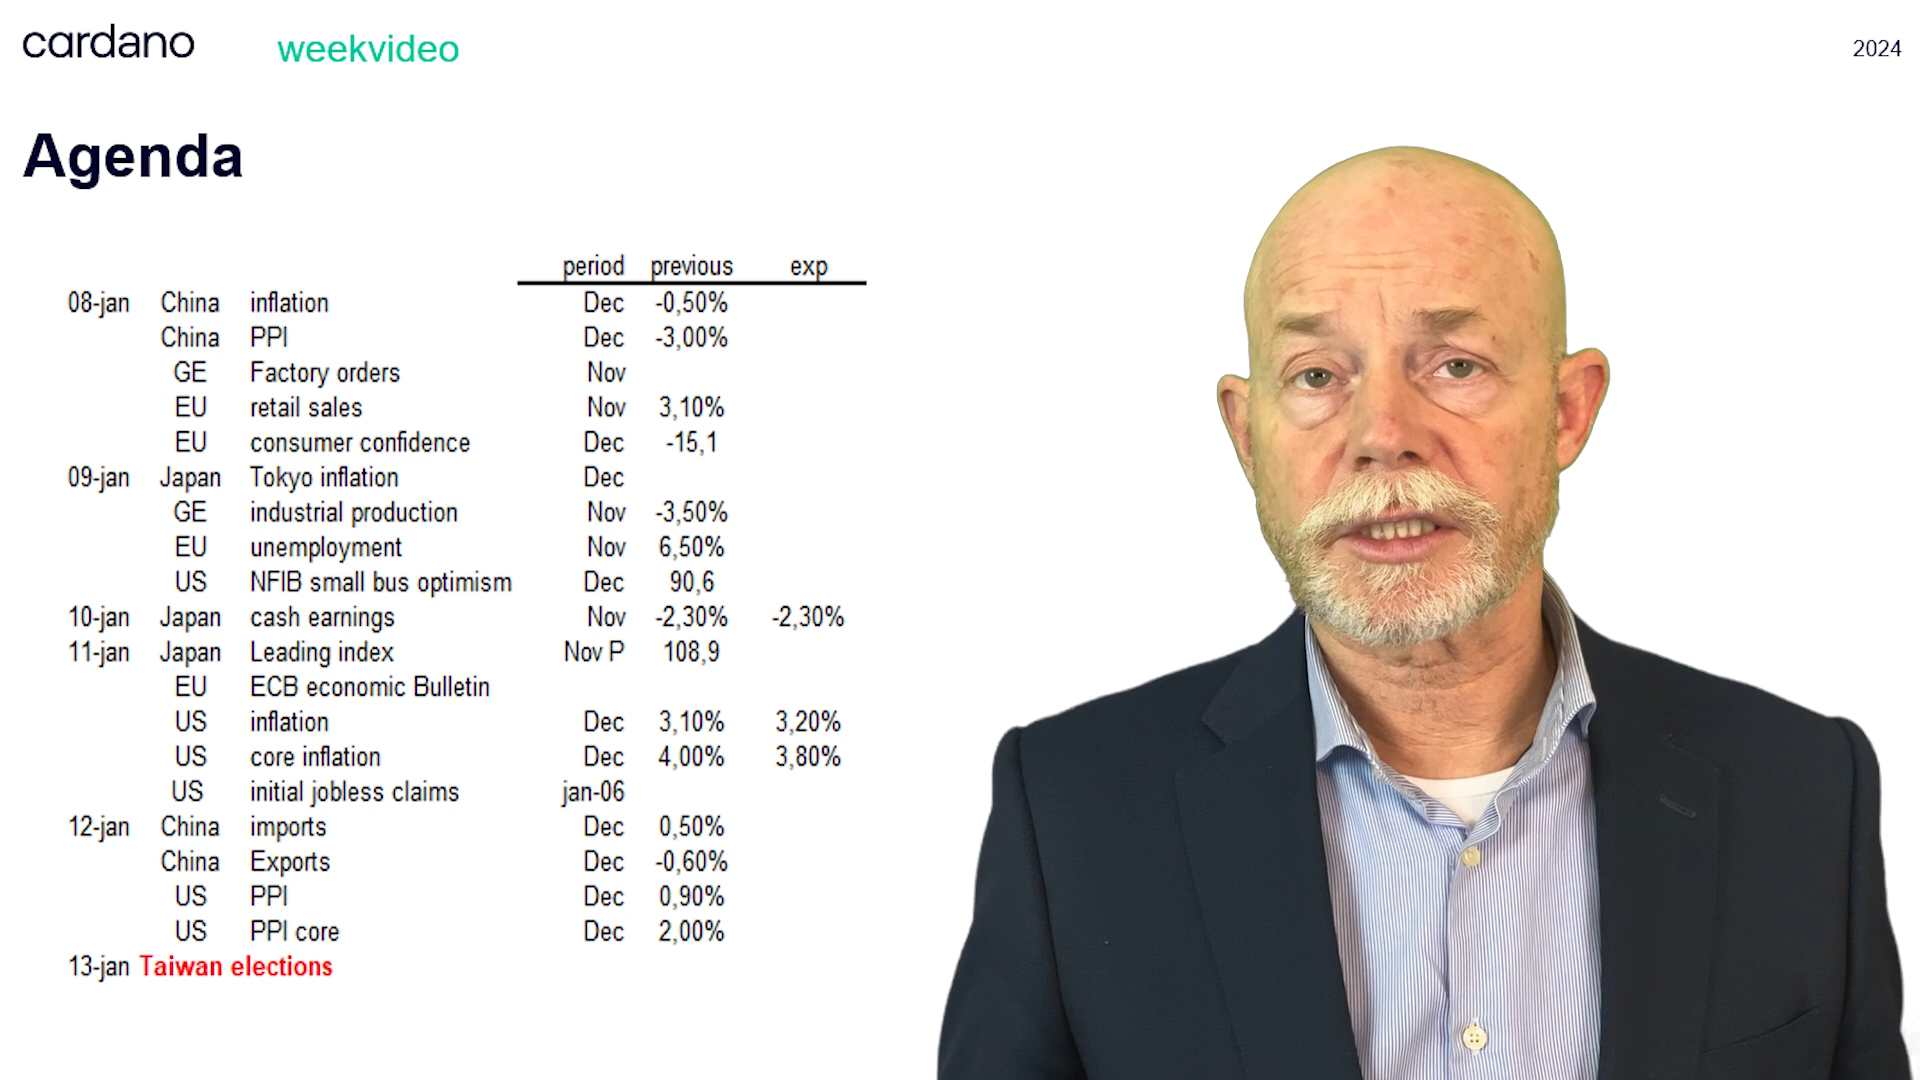 cardano weekvideo 2024
Agenda
period previous exp
08-jan China inflation Dec -0,50%
China PPI Dec -3,00%
GE Factory orders Nov
EU retail sales Nov 3,10%
EU consumer confidence Dec -15,1
09-jan Japan Tokyo inflation Dec
GE industrial production Nov -3,50%
EU unemployment Nov 6,50%
US NFIB small bus optimism Dec 90,6
10-jan Japan cash earnings Nov -2,30% -2,30%
11-jan Japan Leading index Nov P 108,9
EU ECB economic Bulletin
US inflation Dec 3,10% 3,20%
US core inflation Dec 4,00% 3,80%
US initial jobless claims jan-06
12-jan China imports Dec 0,50%
China Exports Dec -0,60%
US PPI Dec 0,90%
US PPI core Dec 2,00%
13-jan Taiwan elections